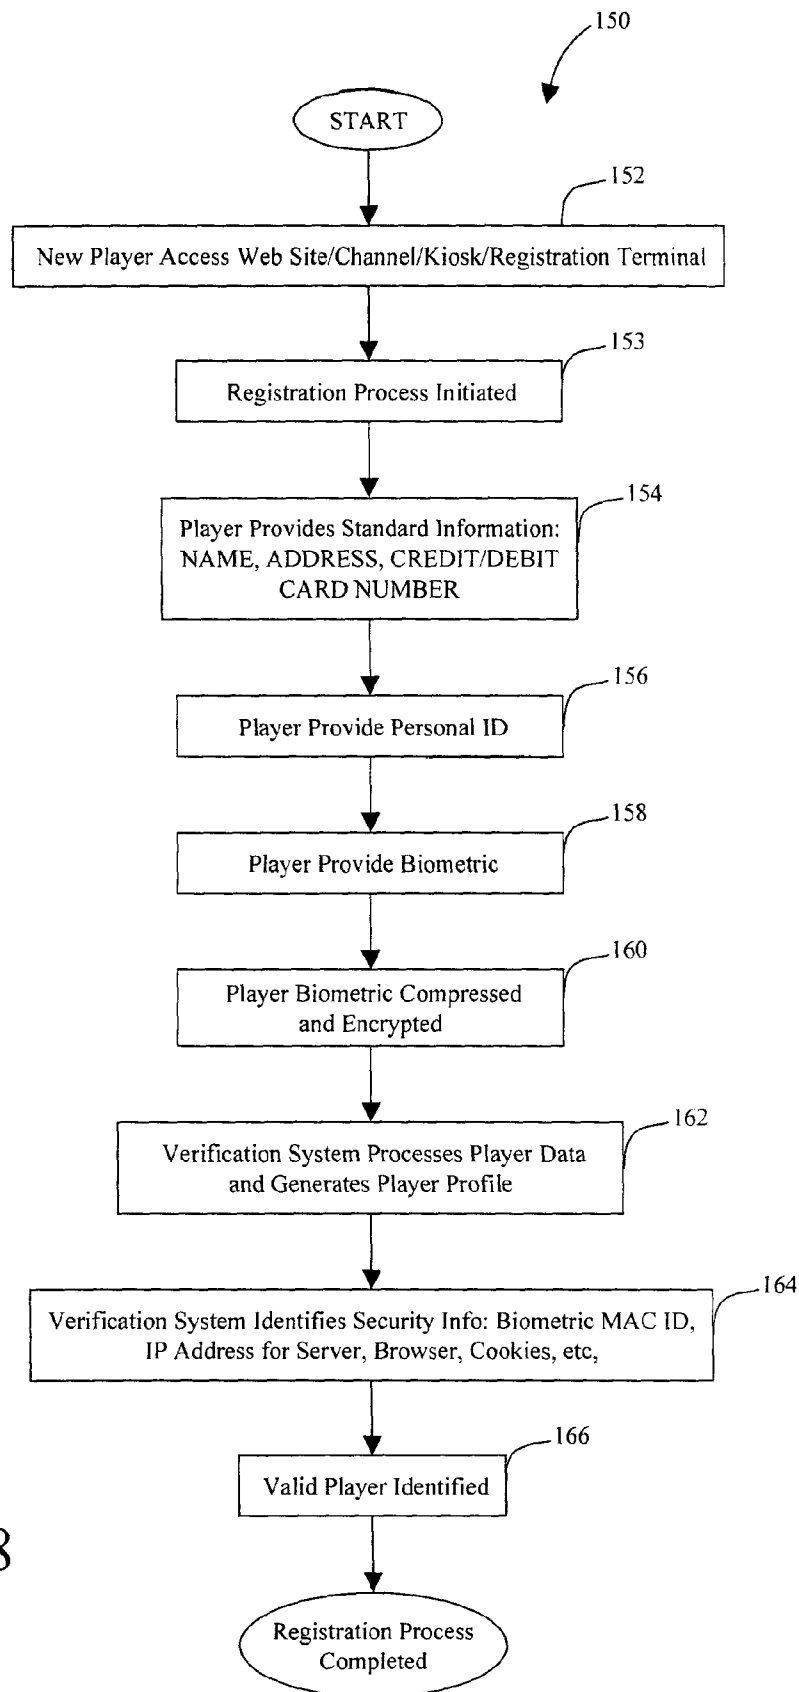 150
START
152
New Player Access Web Site/Channel/Kiosk/Registration Terminal
153
Registration Process Initiated
154
Player Provides Standard Information:
NAME, ADDRESS, CREDIT/DEBIT
CARD NUMBER
156
Player Provide Personal ID
158
Player Provide Biometric
160
Player Biometric Compressed
and Encrypted
162
Verification System Processes Player Data
and Generates Player Profile
164
Verification System Identifies Security Info: Biometric MAC ID,
IP Address for Server, Browser, Cookies, etc,
166
Valid Player Identified
8
Registration Process
Completed